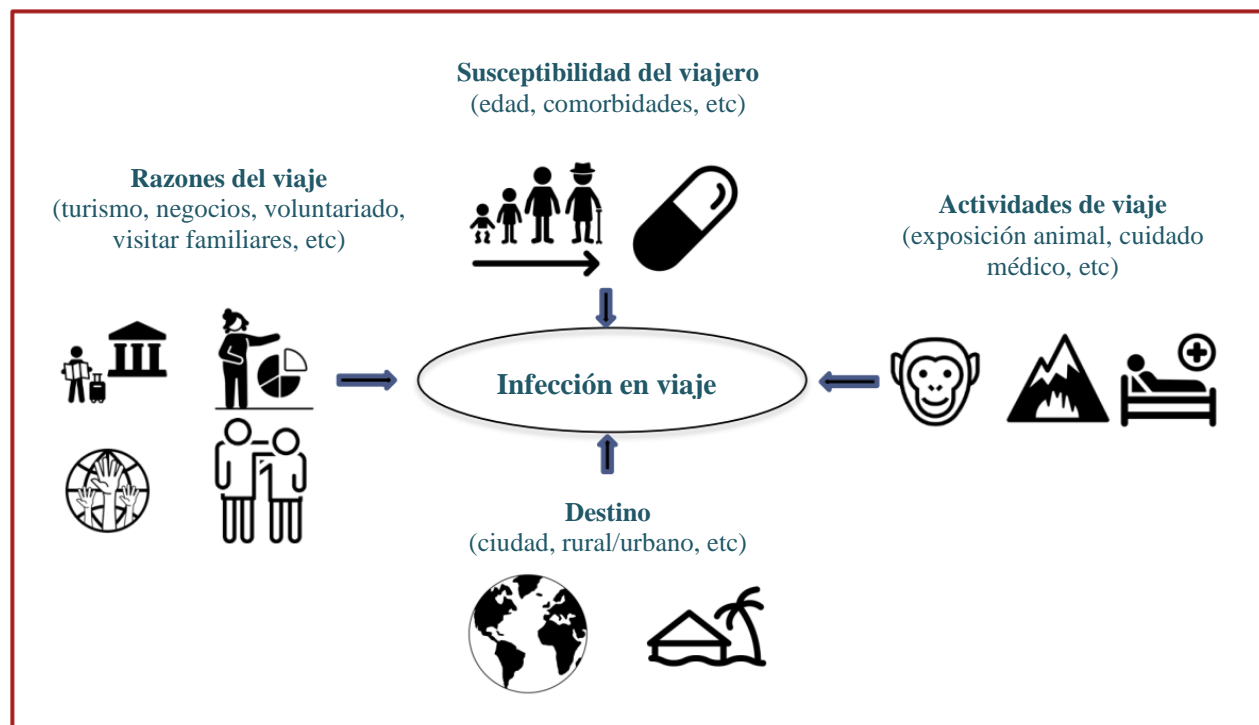 Susceptibilidad del viajero
(edad, comorbidades, etc)
Razones del viaje
(turismo, negocios, voluntariado,
visitar familiares, etc)
Actividades de viaje
(exposición animal, cuidado
médico, etc)
Infección en viaje
Destino
(ciudad, rural/urbano, etc)